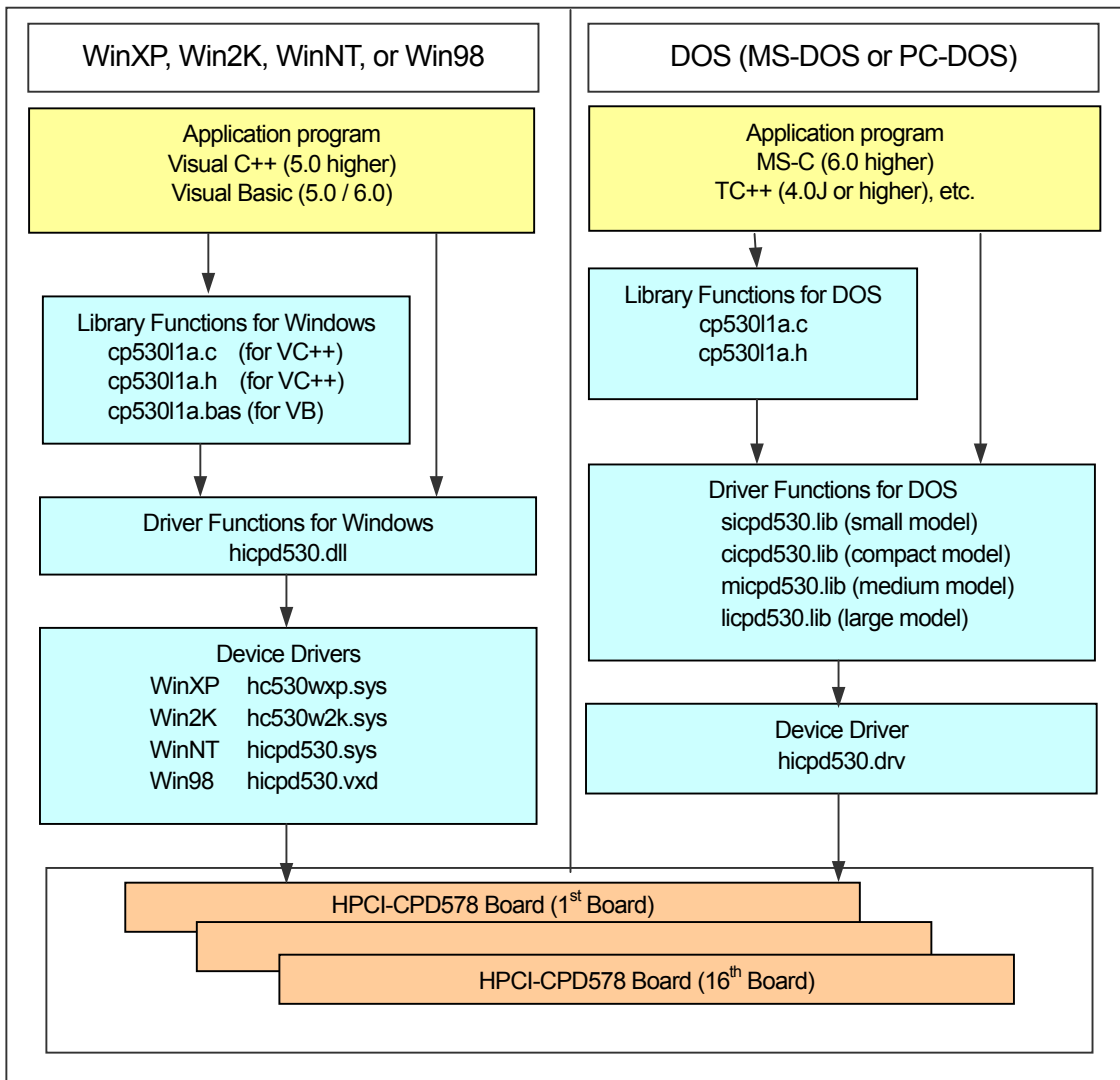 WinXP, Win2K, WinNT, or Win98
Application program
Visual C++ (5.0 higher)
Visual Basic (5.0 / 6.0)
Library Functions for Windows
cp530l1a.c (for VC++)
cp530l1a.h (for VC++)
cp530l1a.bas (for VB)
Driver Functions for Windows
hicpd530.dll
Device Drivers
WinXP hc530wxp.sys
Win2K hc530w2k.sys
WinNT hicpd530.sys
Win98 hicpd530.vxd
DOS (MS-DOS or PC-DOS)
Application program
MS-C (6.0 higher)
TC++ (4.0J or higher), etc.
Library Functions for DOS
cp530l1a.c
cp530l1a.h
Driver Functions for DOS
sicpd530.lib (small model)
cicpd530.lib (compact model)
micpd530.lib (medium model)
licpd530.lib (large model)
Device Driver
hicpd530.drv
HPCI-CPD578 Board (1st Board)
HPCI-CPD578 Board (16th Board)